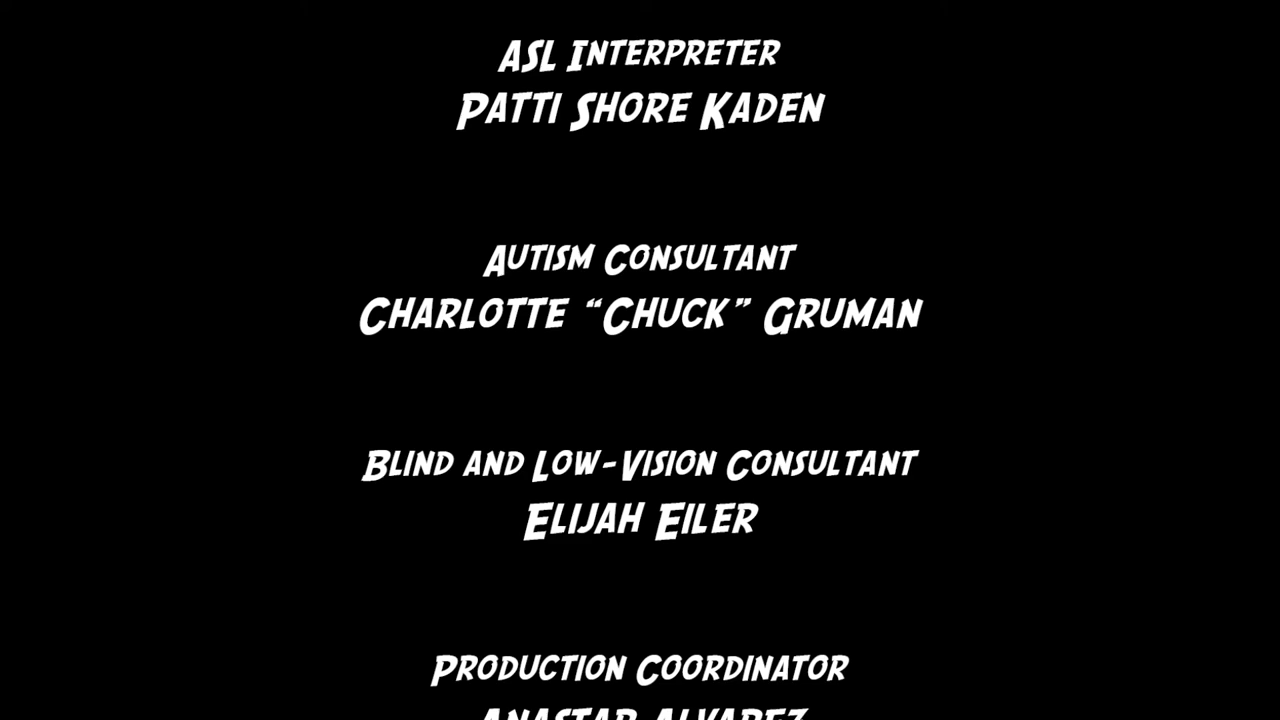 ASL Interpreter
Patti Shore Kaden
Autism Consultant
Charlotte “Chuck” Gruman
Blind and Low-Vision Consultant
Elijah Eiler
Production Coordinator
Alvarez